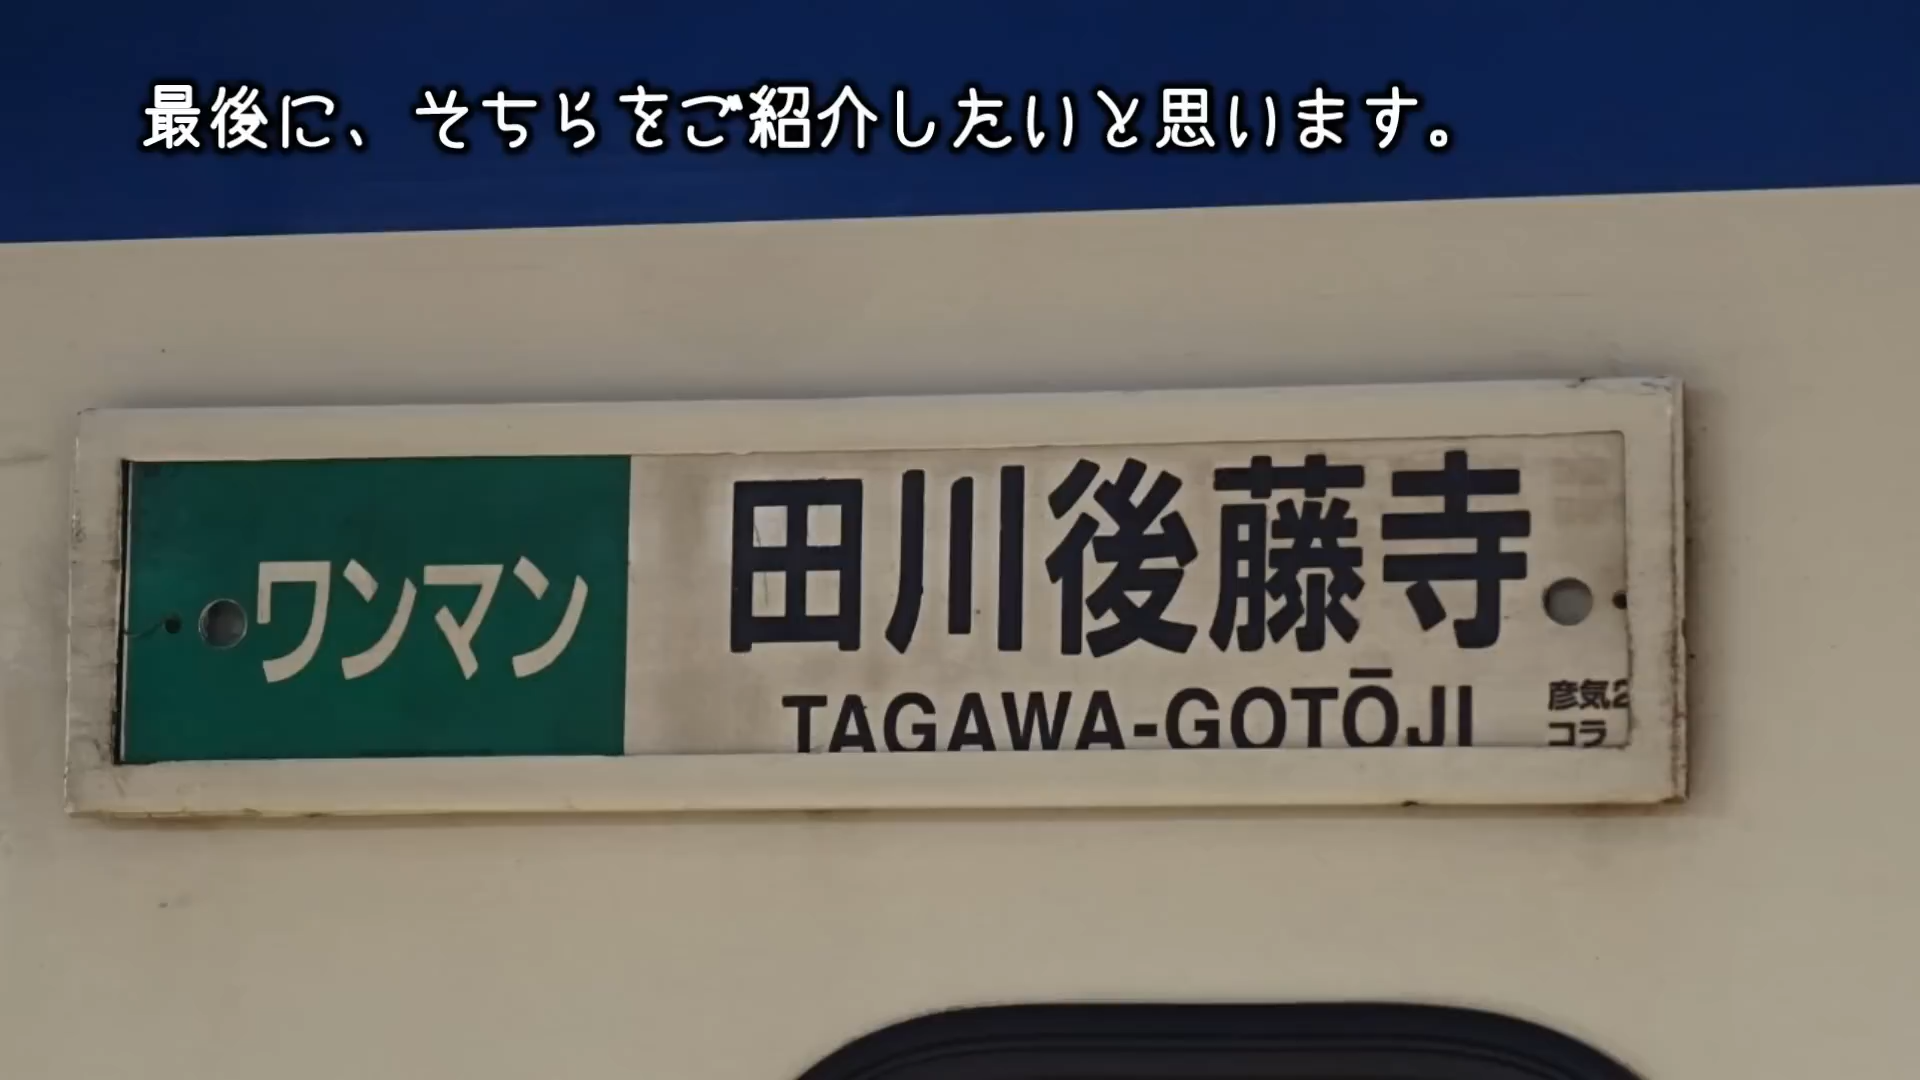 最後に、そちらをご紹介したいと思います。
ワンマン
田川後藤寺
TAGAWA-GOTŌJI
彦気2
コラ